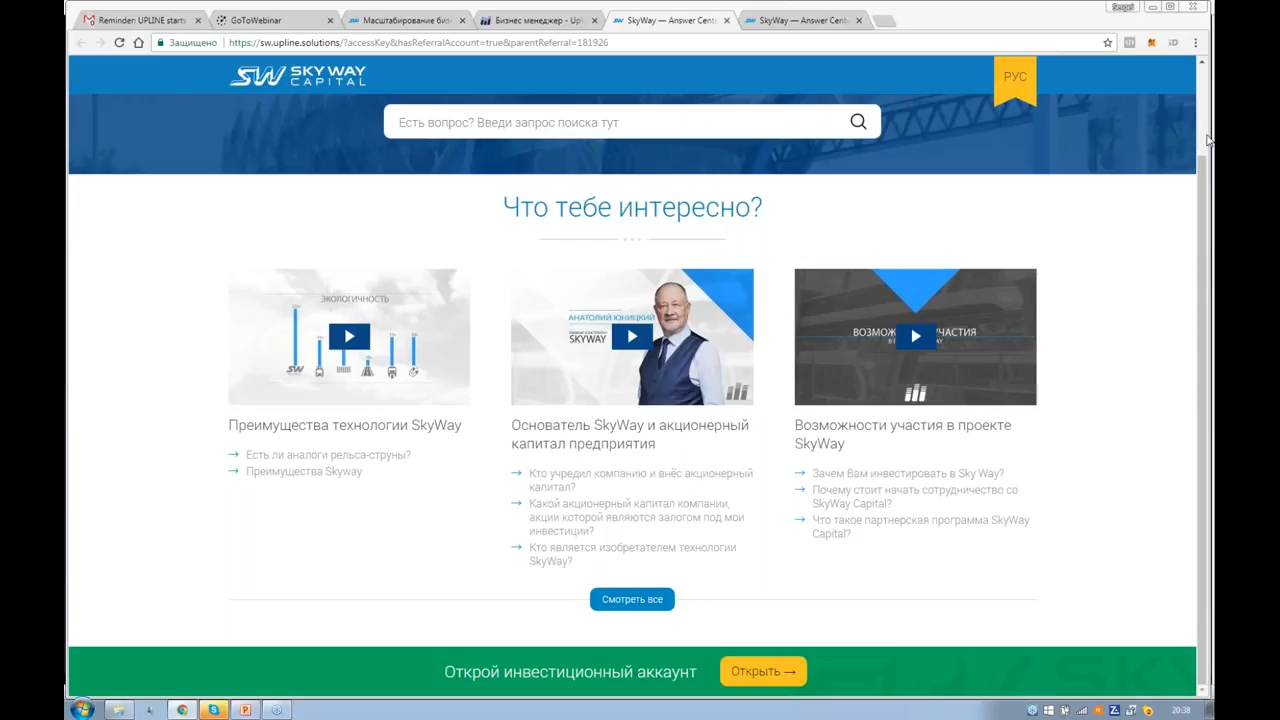 Reminder: UPLINE starts
GoToWebinar
Масштабирование биз
Бизнес менеджер - Upl
SkyWay — Answer Cent
SkyWay — Answer Cent
Sergei
Защищено
https://sw.upline.solutions/?accessKey&hasReferralAccount=true&parentReferral=181926
SW SKY WAY
CAPITAL
РУС
Есть вопрос? Введи запрос поиска тут
Что тебе интересно?
ЭКОЛОГИЧНОСТЬ
SW
АНАТОЛИЙ ЮНИЦКИЙ
SKYWAY
Преимущества технологии SkyWay
Есть ли аналоги рельса-струны?
Преимущества Skyway
Основатель SkyWay и акционерный
капитал предприятия
Кто учредил компанию и внёс акционерный
капитал?
Какой акционерный капитал компании,
акции которой являются залогом под мои
инвестиции?
Кто является изобретателем технологии
SkyWay?
Возможности участия в проекте
SkyWay
Зачем Вам инвестировать в Sky Way?
Почему стоит начать сотрудничество со
SkyWay Capital?
Что такое партнерская программа SkyWay
Capital?
Смотреть все
Открой инвестиционный аккаунт
Открыть →
20:38